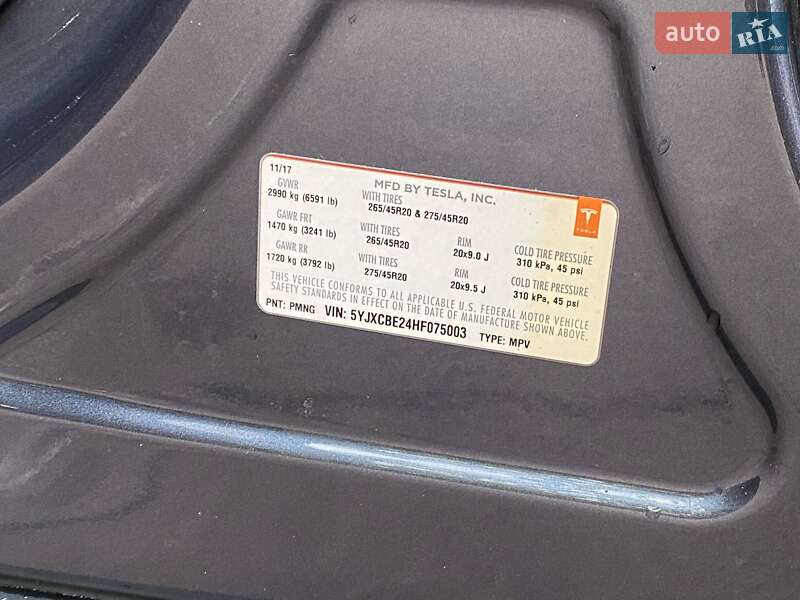 auto RIA .com
11/17
MFD BY TESLA, INC.
GVWR
2990 kg (6591 lb)
WITH TIRES
265/45R20 & 275/45R20
TESLA
GAWR FRT
1470 kg (3241 lb)
WITH TIRES
265/45R20
RIM
20x9.0 J
COLD TIRE PRESSURE
310 kPa, 45 psi
GAWR RR
1720 kg (3792 lb)
WITH TIRES
275/45R20
RIM
20x9.5 J
COLD TIRE PRESSURE
310 kPa, 45 psi
THIS VEHICLE CONFORMS TO ALL APPLICABLE U.S. FEDERAL MOTOR VEHICLE
SAFETY STANDARDS IN EFFECT ON THE DATE OF MANUFACTURE SHOWN ABOVE.
PNT: PMNG VIN: 5YJXCBE24HF075003 TYPE: MPV